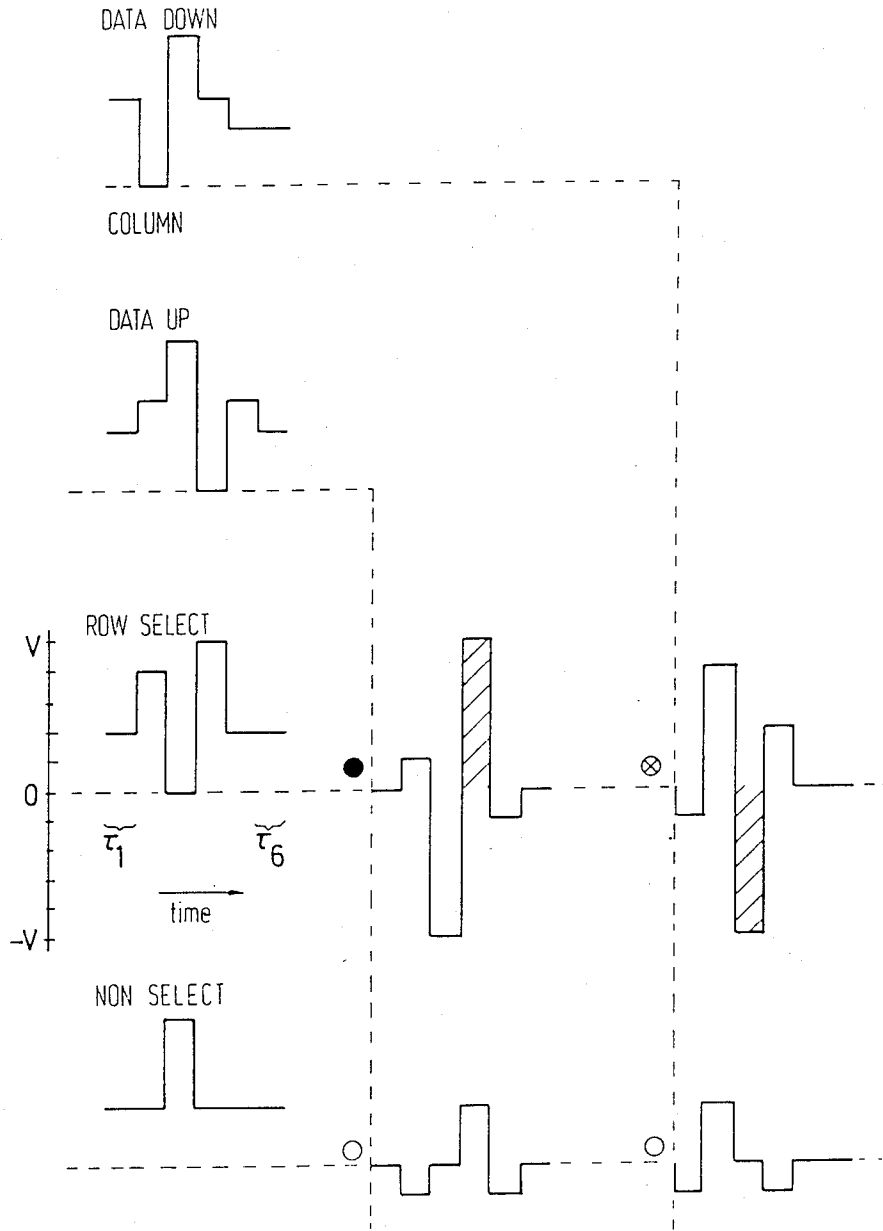 DATA DOWN
COLUMN
DATA UP
ROW SELECT
V
0
τ1
τ6
time
-V
NON SELECT